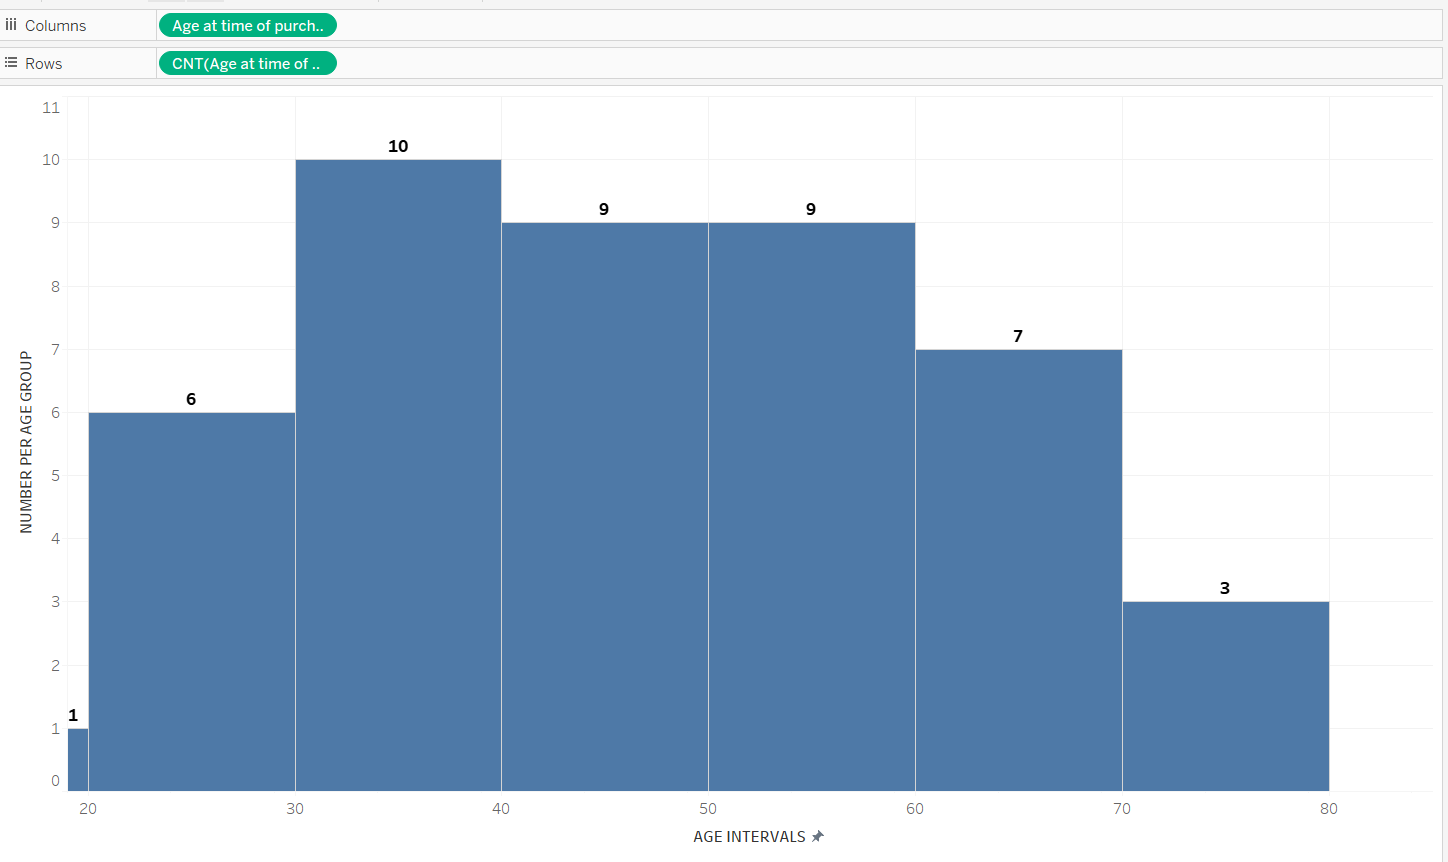 Columns
Age at time of purch..
Rows
CNT(Age at time of ..
11
10
9
8
7
6
5
4
3
2
1
0
NUMBER PER AGE GROUP
1
6
10
9
9
7
3
20 30 40 50 60 70 80
AGE INTERVALS